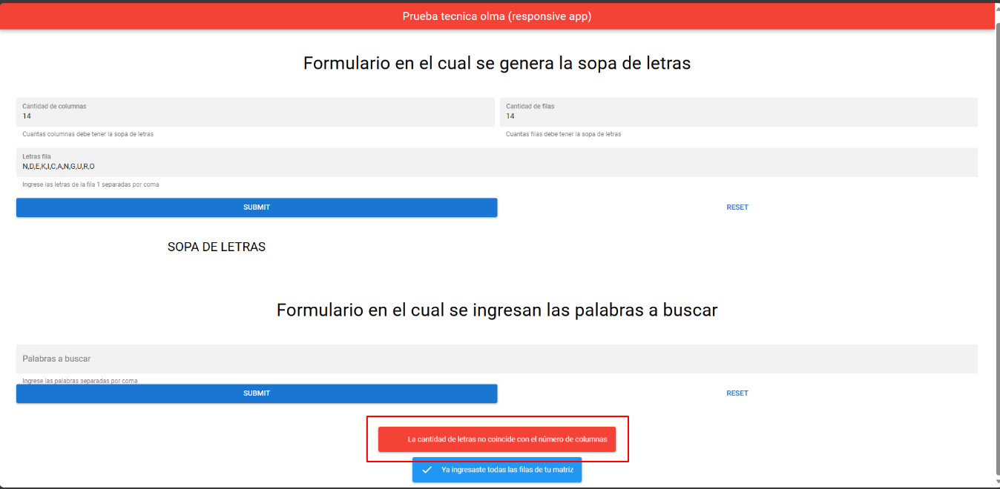 Prueba tecnica olma (responsive app)
Formulario en el cual se genera la sopa de letras
Cantidad de columnas
14
Cuantas columnas debe tener la sopa de letras
Cantidad de filas
14
Cuantas filas debe tener la sopa de letras
Letras fila
N,D,E,K,I,C,A,N,G,U,R,O
Ingrese las letras de la fila 1 separadas por coma
SUBMIT
RESET
SOPA DE LETRAS
Formulario en el cual se ingresan las palabras a buscar
Palabras a buscar
Ingrese las palabras separadas por coma
SUBMIT
RESET
La cantidad de letras no coincide con el número de columnas
Ya ingresaste todas las filas de tu matriz